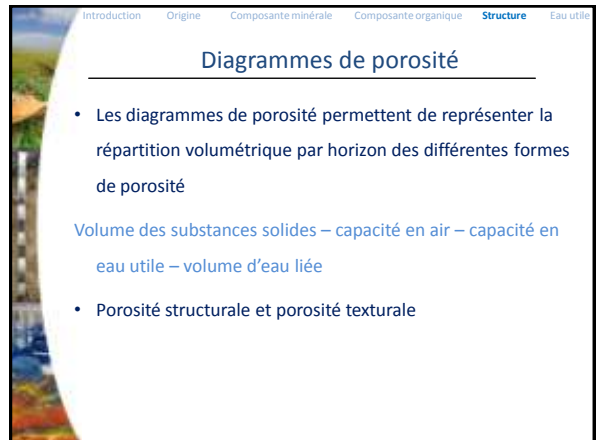 Introduction Origine Composante minérale Composante organique Structure Eau utile
Diagrammes de porosité
• Les diagrammes de porosité permettent de représenter la
répartition volumétrique par horizon des différentes formes
de porosité
Volume des substances solides – capacité en air – capacité en
eau utile – volume d'eau liée
• Porosité structurale et porosité texturale